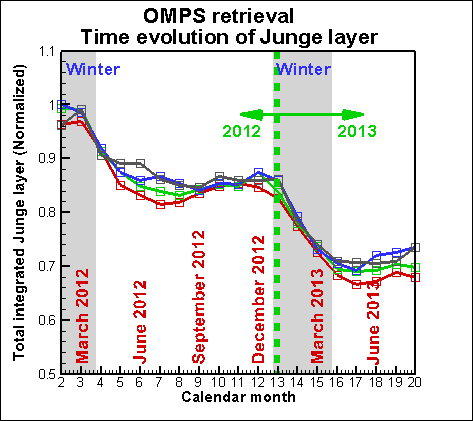 OMPS retrieval
Time evolution of Junge layer
Total integrated Junge layer (Normalized)
1.1
1
0.9
0.8
0.7
0.6
0.5
Winter
Winter
2012
2013
March 2012
June 2012
September 2012
December 2012
March 2013
June 2013
2 3 4 5 6 7 8 9 10 11 12 13 14 15 16 17 18 19 20
Calendar month